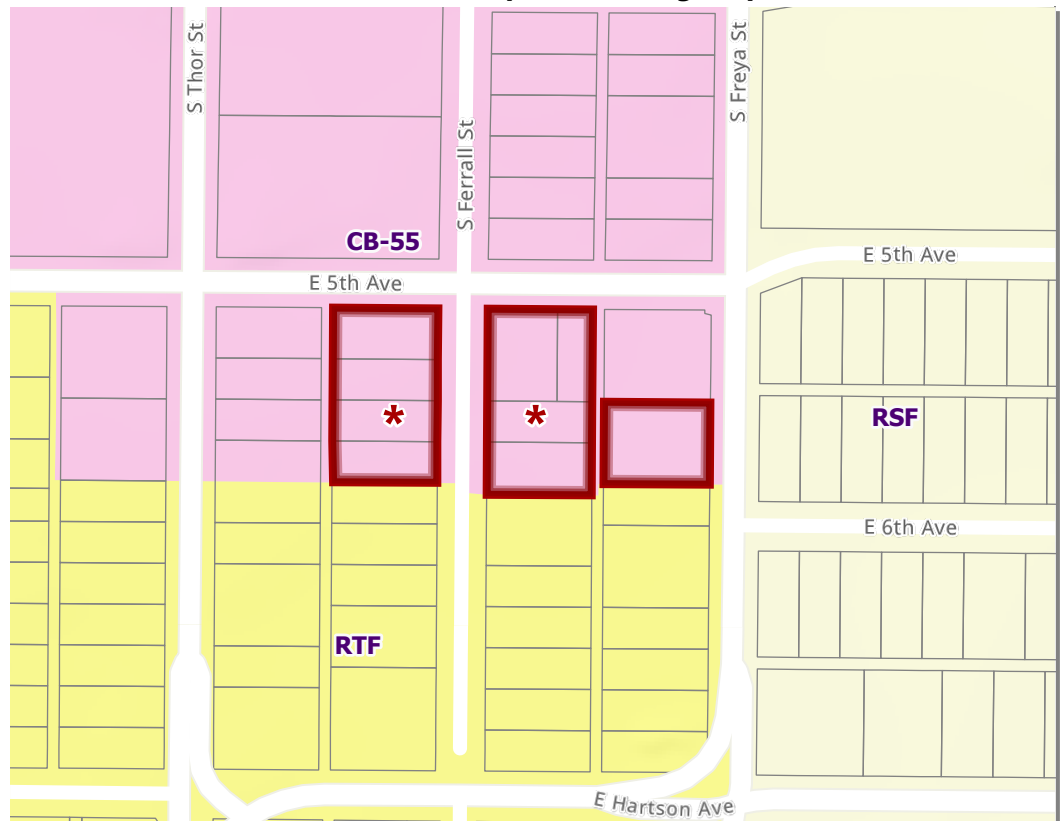 S Thor St
S Freya St
S Ferrall St
CB-55
E 5th Ave
E 5th Ave
*
*
RSF
E 6th Ave
RTF
E Hartson Ave